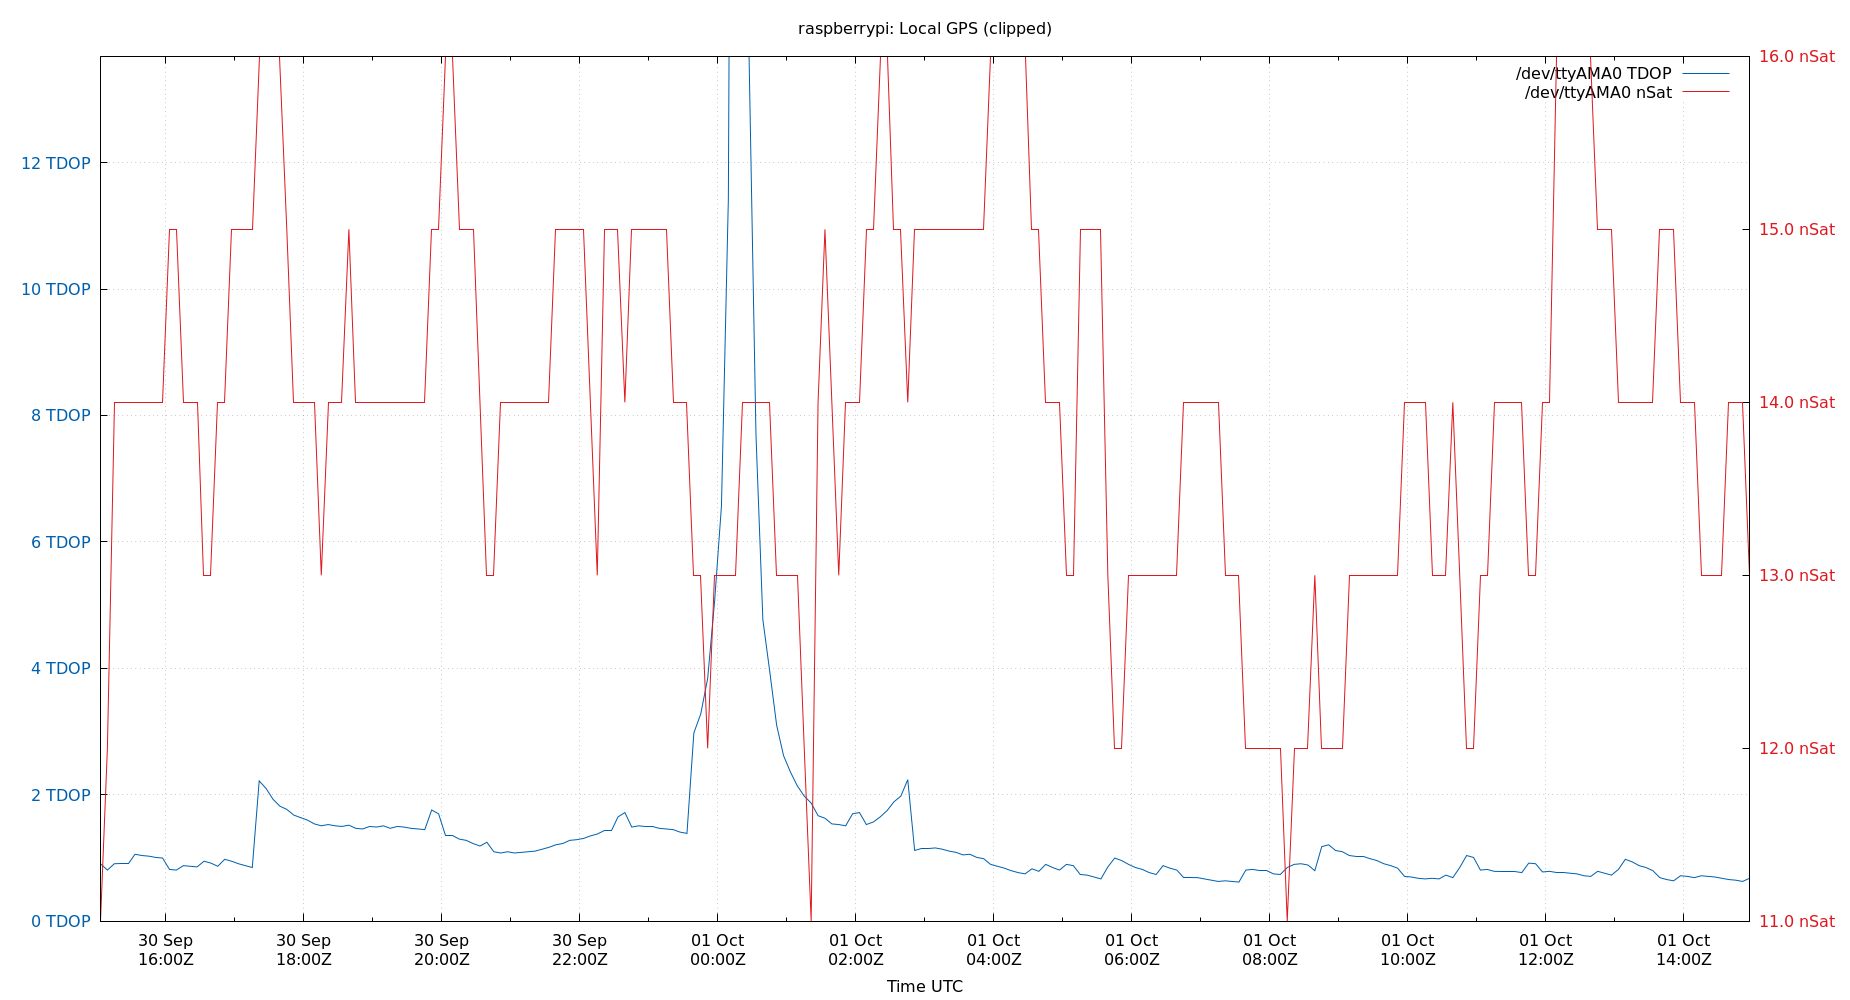 raspberrypi: Local GPS (clipped)
16.0 nSat
/dev/ttyAMA0 TDOP
/dev/ttyAMA0 nSat
12 TDOP
15.0 nSat
10 TDOP
14.0 nSat
8 TDOP
6 TDOP
13.0 nSat
4 TDOP
12.0 nSat
2 TDOP
0 TDOP
11.0 nSat
30 Sep 30 Sep 30 Sep 30 Sep 01 Oct 01 Oct 01 Oct 01 Oct 01 Oct 01 Oct 01 Oct 01 Oct
16:00Z 18:00Z 20:00Z 22:00Z 00:00Z 02:00Z 04:00Z 06:00Z 08:00Z 10:00Z 12:00Z 14:00Z
Time UTC